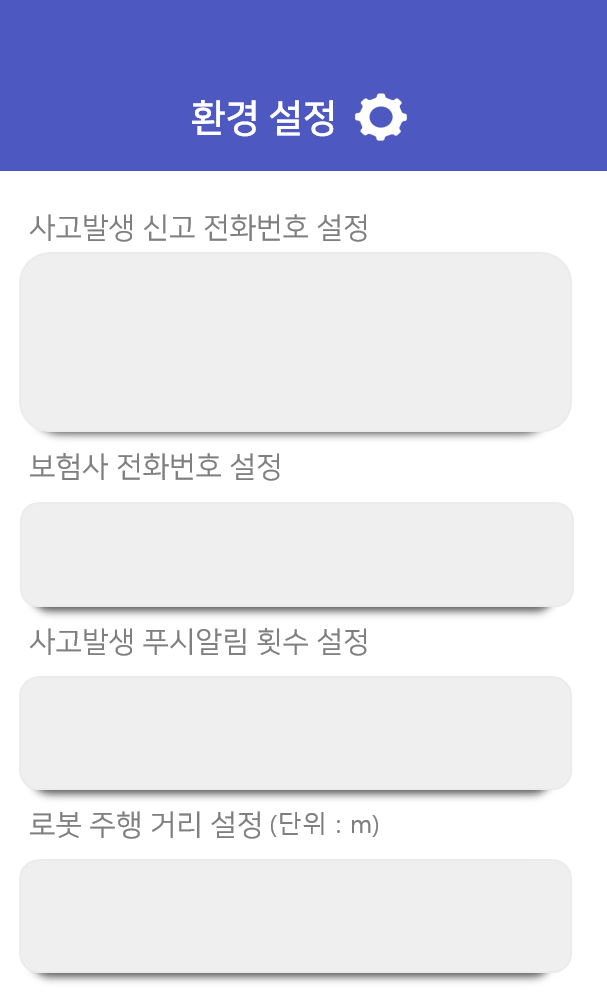 환경 설정
사고발생 신고 전화번호 설정
보험사 전화번호 설정
사고발생 푸시알림 횟수 설정
로봇 주행 거리 설정 (단위 : m)